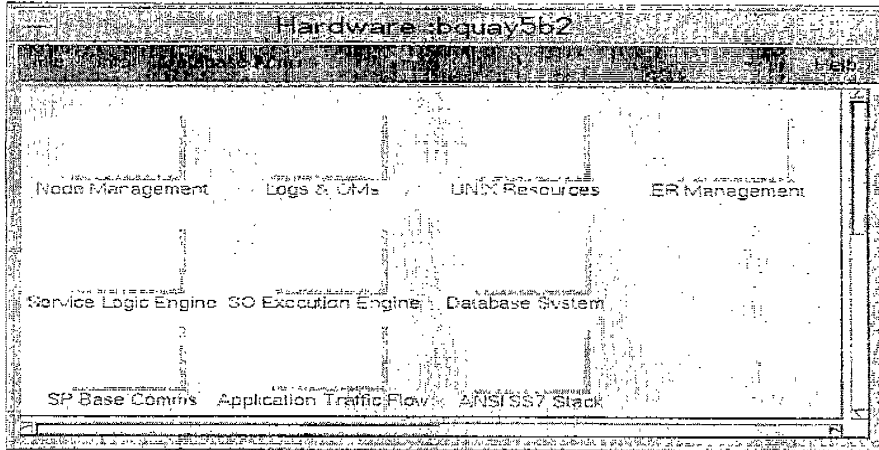 Hardware :bquay5b2
Help
Node Management Logs & OMs UNIX Resources ER Management
Service Logic Engine SO Execution Engine Database System
SP Base Comms Application Traffic Flow ANSI SS7 Stack